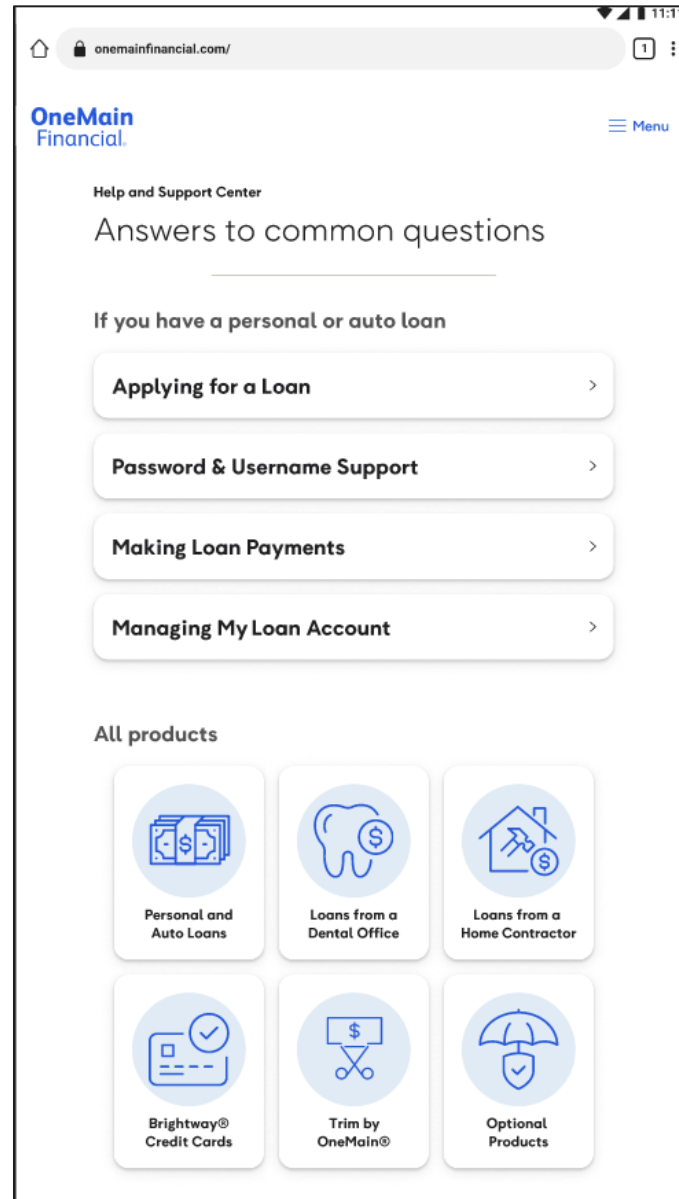 11:11
onemainfinancial.com/
1
OneMain
Financial.
Menu
Help and Support Center
Answers to common questions
If you have a personal or auto loan
Applying for a Loan
Password & Username Support
Making Loan Payments
Managing My Loan Account
All products
$
$
$
Personal and
Auto Loans
Loans from a
Dental Office
Loans from a
Home Contractor
$
Brightway®
Credit Cards
Trim by
OneMain®
Optional
Products